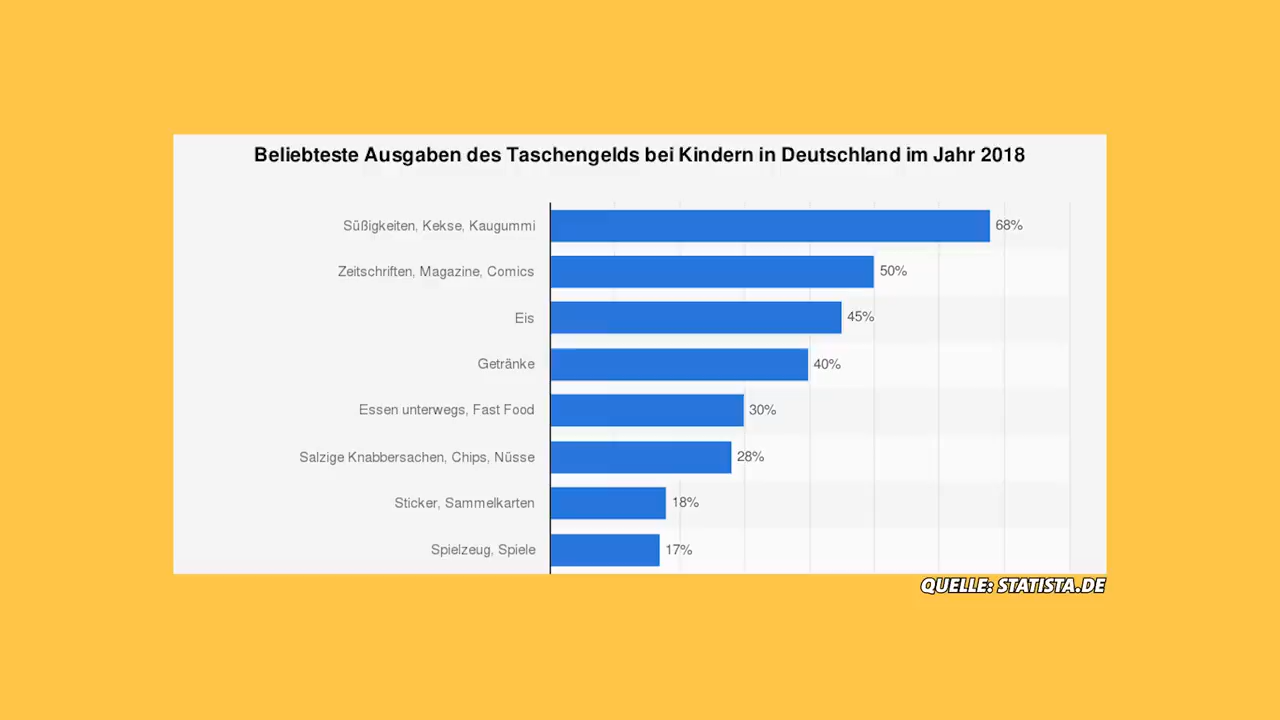 Beliebteste Ausgaben des Taschengelds bei Kindern in Deutschland im Jahr 2018
Süßigkeiten, Kekse, Kaugummi 68%
Zeitschriften, Magazine, Comics 50%
Eis 45%
Getränke 40%
Essen unterwegs, Fast Food 30%
Salzige Knabbersachen, Chips, Nüsse 28%
Sticker, Sammelkarten 18%
Spielzeug, Spiele 17%
QUELLE: STATISTA.DE